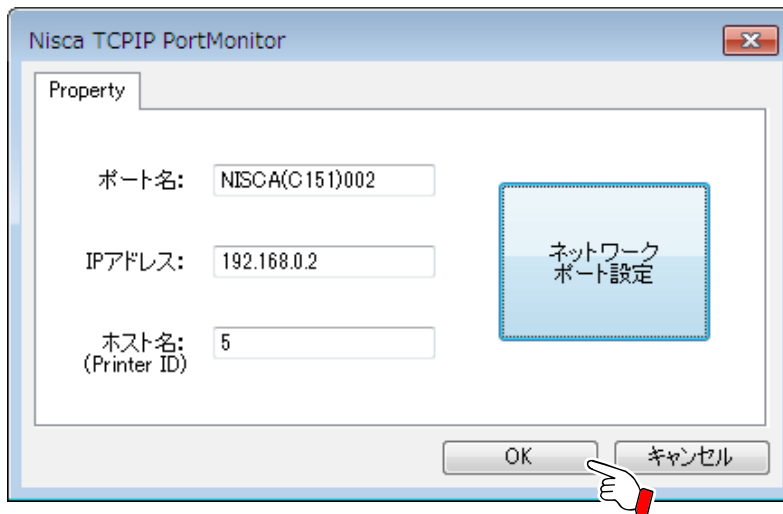 Nisca TCPIP PortMonitor
Property
ポート名:
NISCA(C151)002
IPアドレス:
192.168.0.2
ホスト名:
(Printer ID)
5
ネットワーク
ポート設定
OK
キャンセル